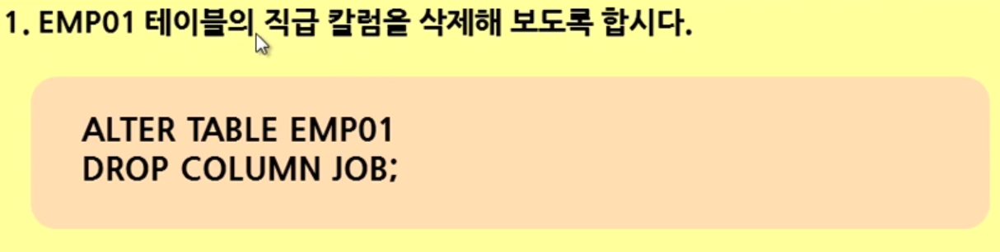 1. EMP01 테이블의 직급 칼럼을 삭제해 보도록 합시다.
ALTER TABLE EMP01
DROP COLUMN JOB;